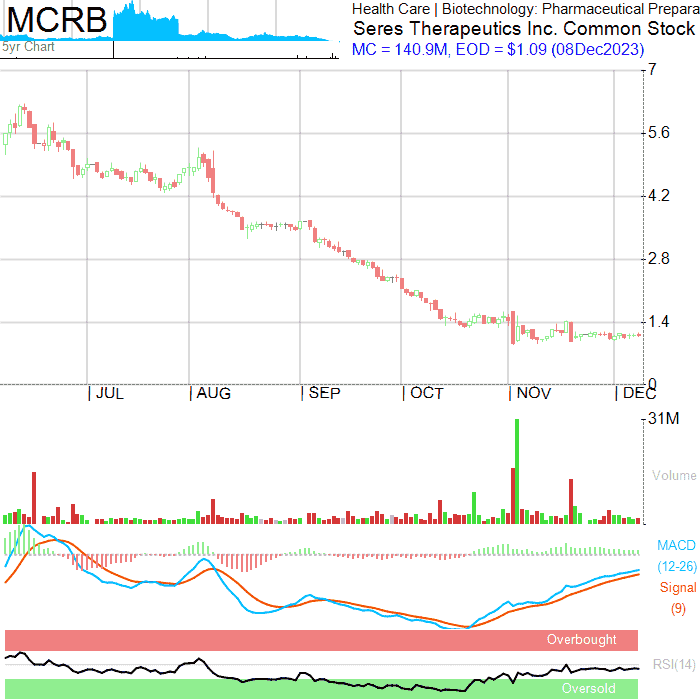 MCRB
5yr Chart
Health Care | Biotechnology: Pharmaceutical Prepara
Seres Therapeutics Inc. Common Stock
MC = 140.9M, EOD = $1.09 (08Dec2023)
7
5.6
4.2
2.8
1.4
0
JUL AUG SEP OCT NOV DEC
31M
Volume
MACD
(12-26)
Signal
(9)
Overbought
RSI(14)
Oversold